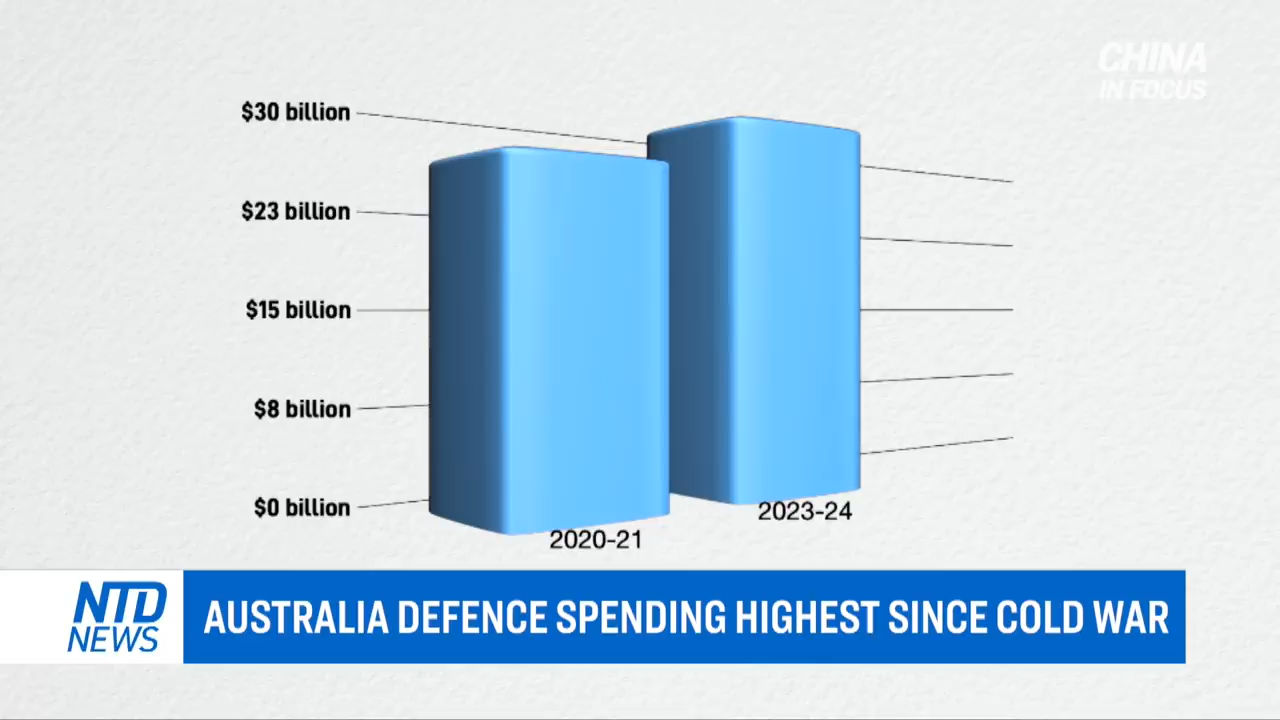 CHINA
IN FOCUS
$30 billion
$23 billion
$15 billion
$8 billion
$0 billion
2020-21
2023-24
NTD
NEWS
AUSTRALIA DEFENCE SPENDING HIGHEST SINCE COLD WAR